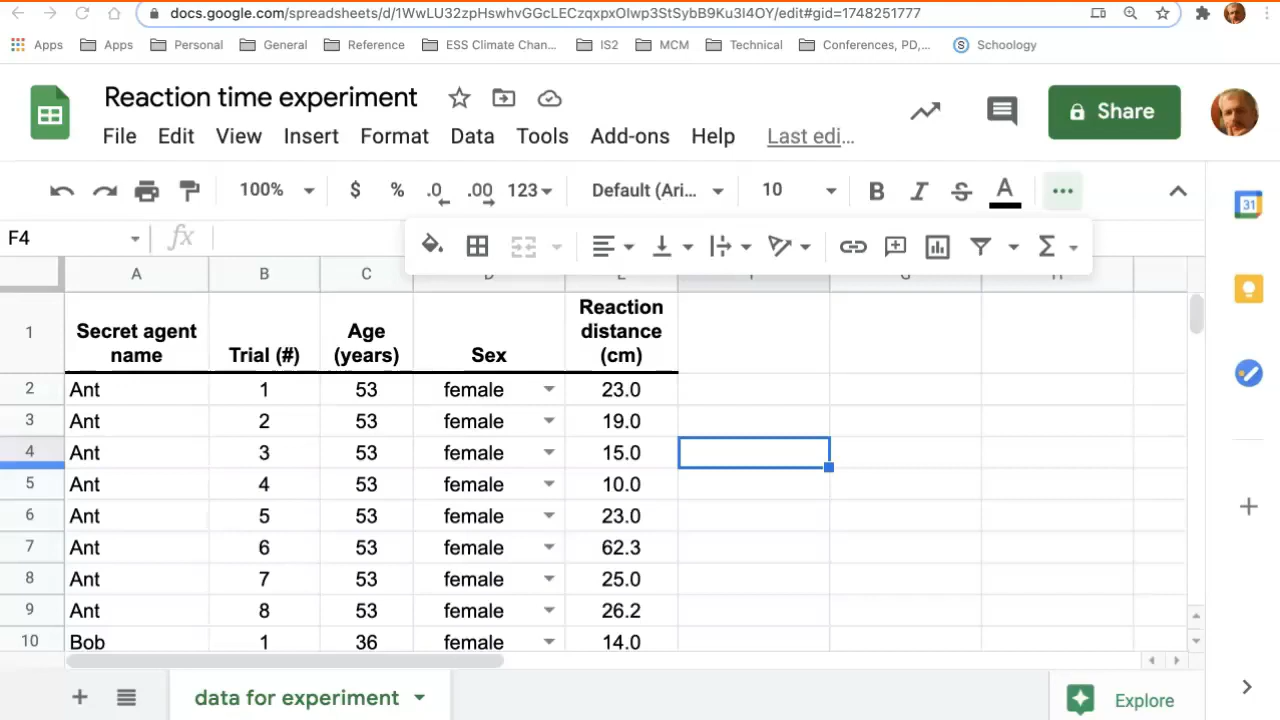 docs.google.com/spreadsheets/d/1WwLU32zpHswhvGGcLECzqxpxOIwp3StSybB9Ku3I4OY/edit#gid=1748251777
Apps Apps Personal General Reference ESS Climate Chan... IS2 MCM Technical Conferences, PD,... Schoology
Reaction time experiment
File Edit View Insert Format Data Tools Add-ons Help Last edi...
Share
100% $ % .0 .00 123 Default (Ari... 10 B I S A
31
F4 fx
A B C
1 Secret agent name Trial (#) Age (years) Sex Reaction distance (cm)
2 Ant 1 53 female 23.0
3 Ant 2 53 female 19.0
4 Ant 3 53 female 15.0
5 Ant 4 53 female 10.0
6 Ant 5 53 female 23.0
7 Ant 6 53 female 62.3
8 Ant 7 53 female 25.0
9 Ant 8 53 female 26.2
10 Bob 1 36 female 14.0
data for experiment
Explore